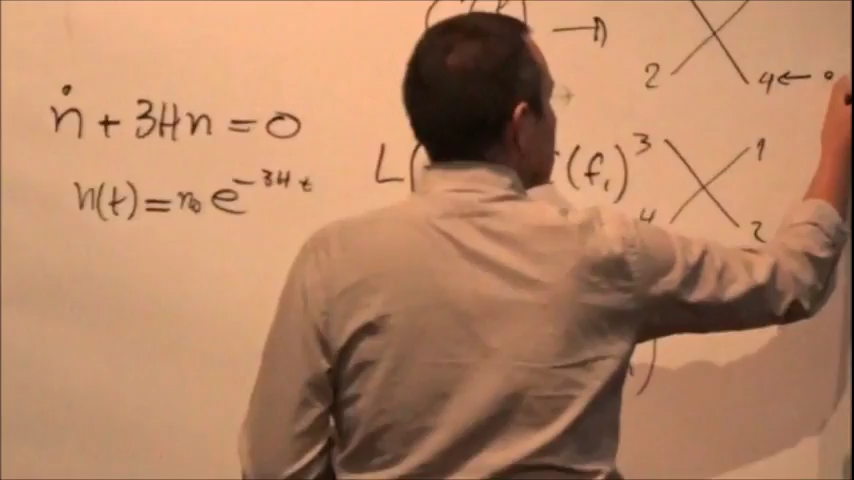 ṅ + 3Hn = 0
n(t) = n₀ e^{-3Ht}
L(
(f₁)
2 4 ←
3 1
4 2